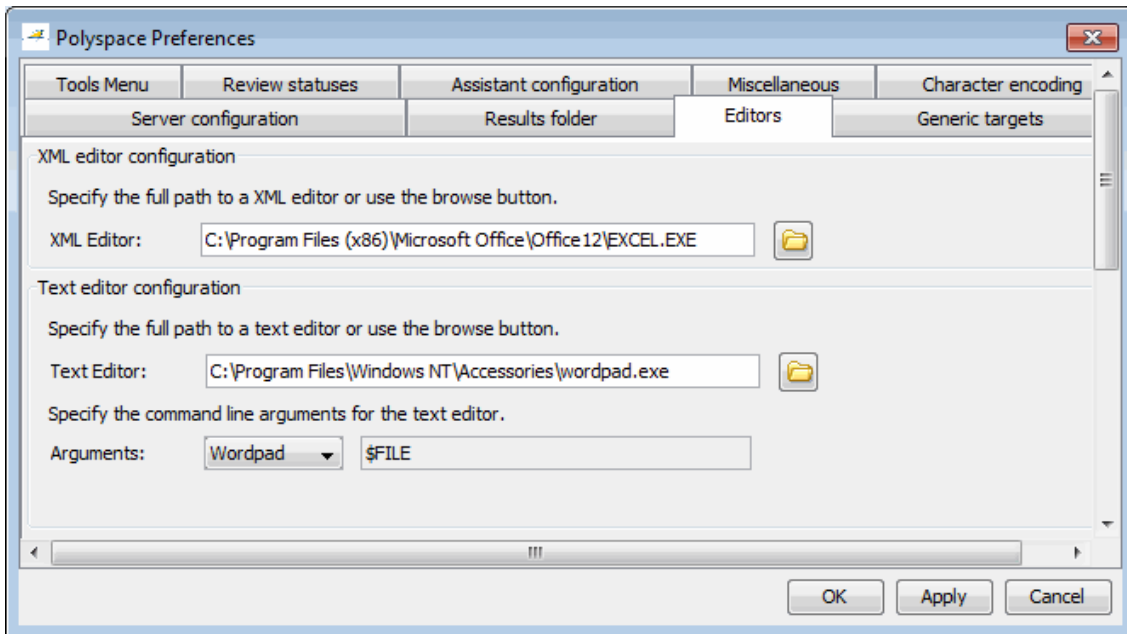 Polyspace Preferences
Tools Menu Review statuses Assistant configuration Miscellaneous Character encoding
Server configuration Results folder Editors Generic targets
XML editor configuration
Specify the full path to a XML editor or use the browse button.
XML Editor: C:\Program Files (x86)\Microsoft Office\Office12\EXCEL.EXE
Text editor configuration
Specify the full path to a text editor or use the browse button.
Text Editor: C:\Program Files\Windows NT\Accessories\wordpad.exe
Specify the command line arguments for the text editor.
Arguments: Wordpad $FILE
OK Apply Cancel